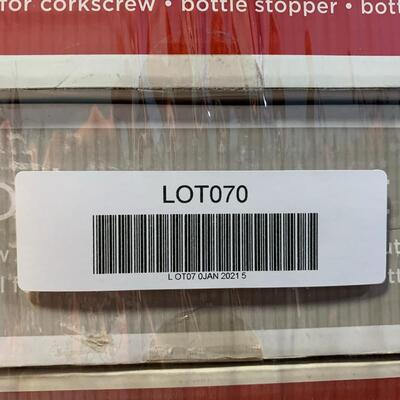 for corkscrew • bottle stopper • bott
LOT070
L OT07 0JAN 2021 5